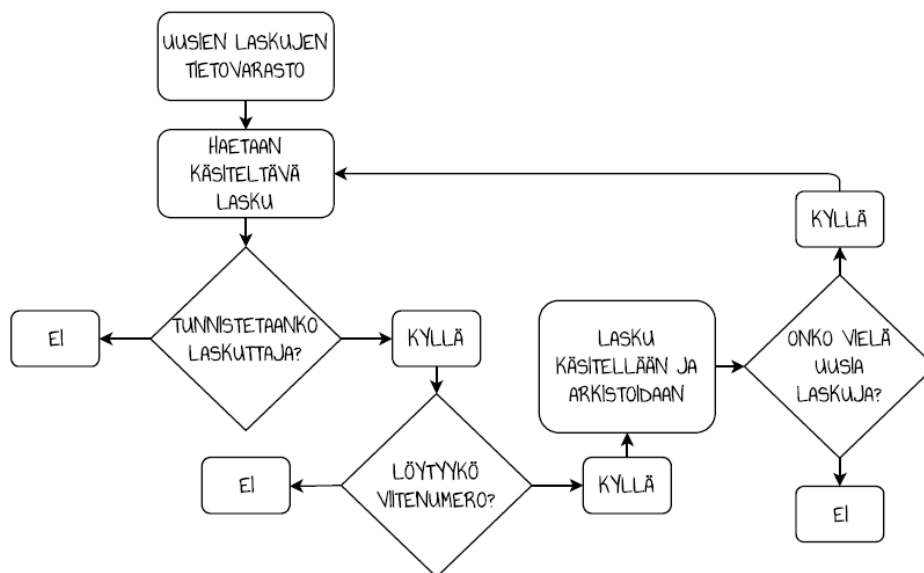 UUSIEN LASKUJEN
TIETOVARASTO
HAETAAN
KÄSITELTÄVÄ
LASKU
TUNNISTETAANKO
LASKUTTAJA?
EI
KYLLÄ
LÖYTYYKÖ
VIITENUMERO?
EI
KYLLÄ
LASKU
KÄSITELLÄÄN JA
ARKISTOIDAAN
ONKO VIELÄ
UUSIA
LASKUJA?
KYLLÄ
EI